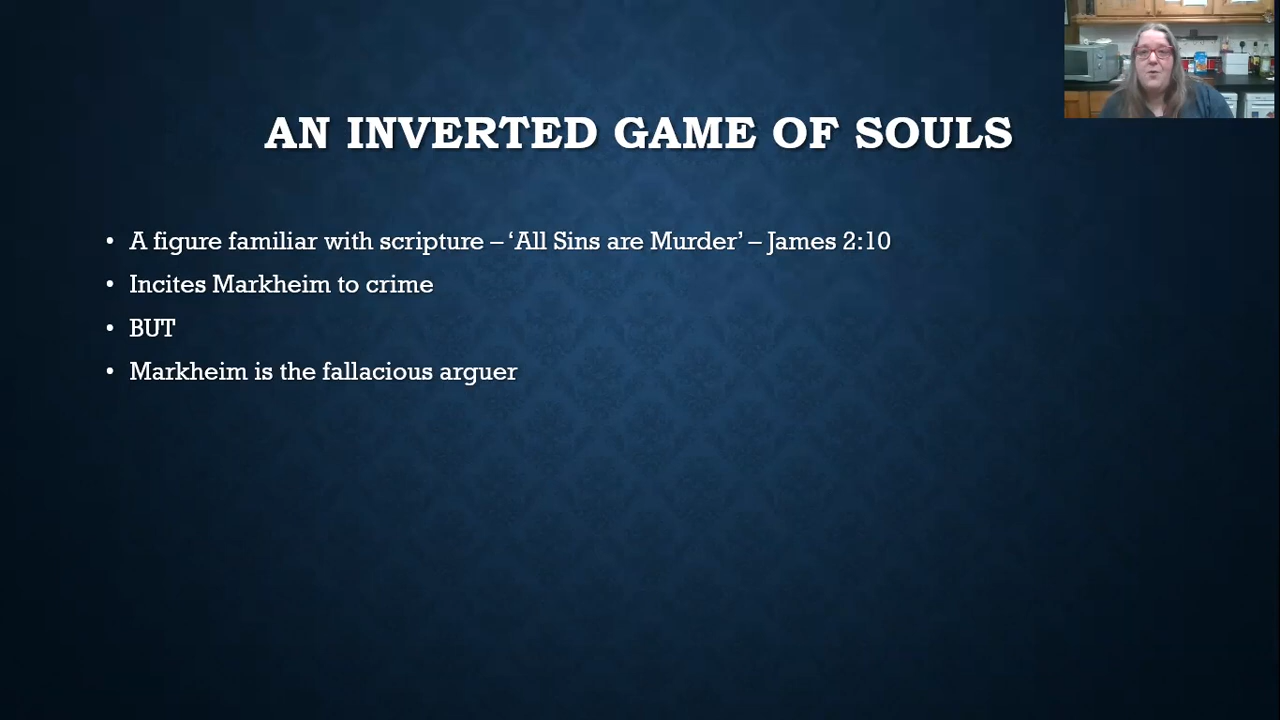 AN INVERTED GAME OF SOULS
• A figure familiar with scripture – ‘All Sins are Murder’ – James 2:10
• Incites Markheim to crime
• BUT
• Markheim is the fallacious arguer